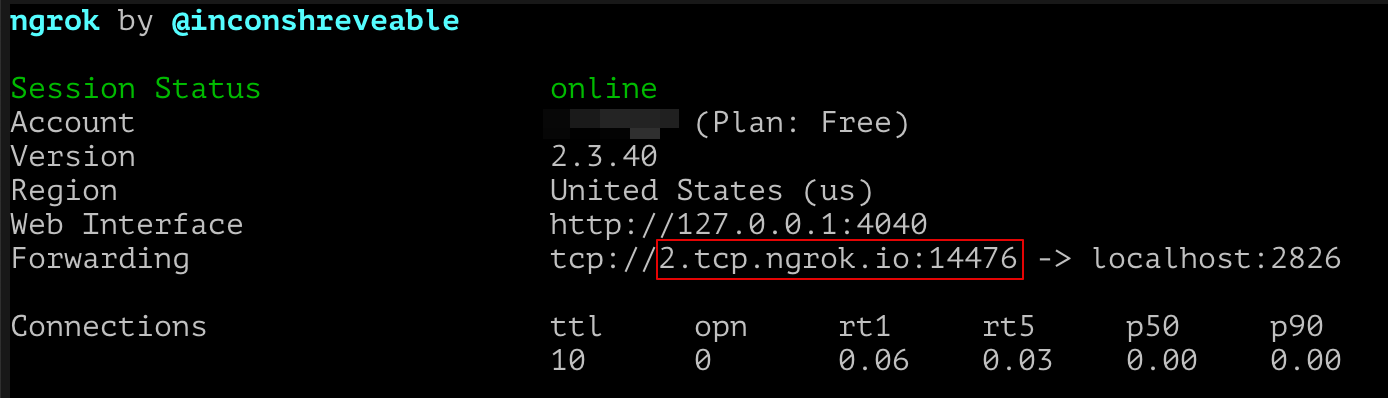 ngrok by @inconshreveable
Session Status online
Account (Plan: Free)
Version 2.3.40
Region United States (us)
Web Interface http://127.0.0.1:4040
Forwarding tcp://2.tcp.ngrok.io:14476 -> localhost:2826
Connections ttl opn rt1 rt5 p50 p90
10 0 0.06 0.03 0.00 0.00